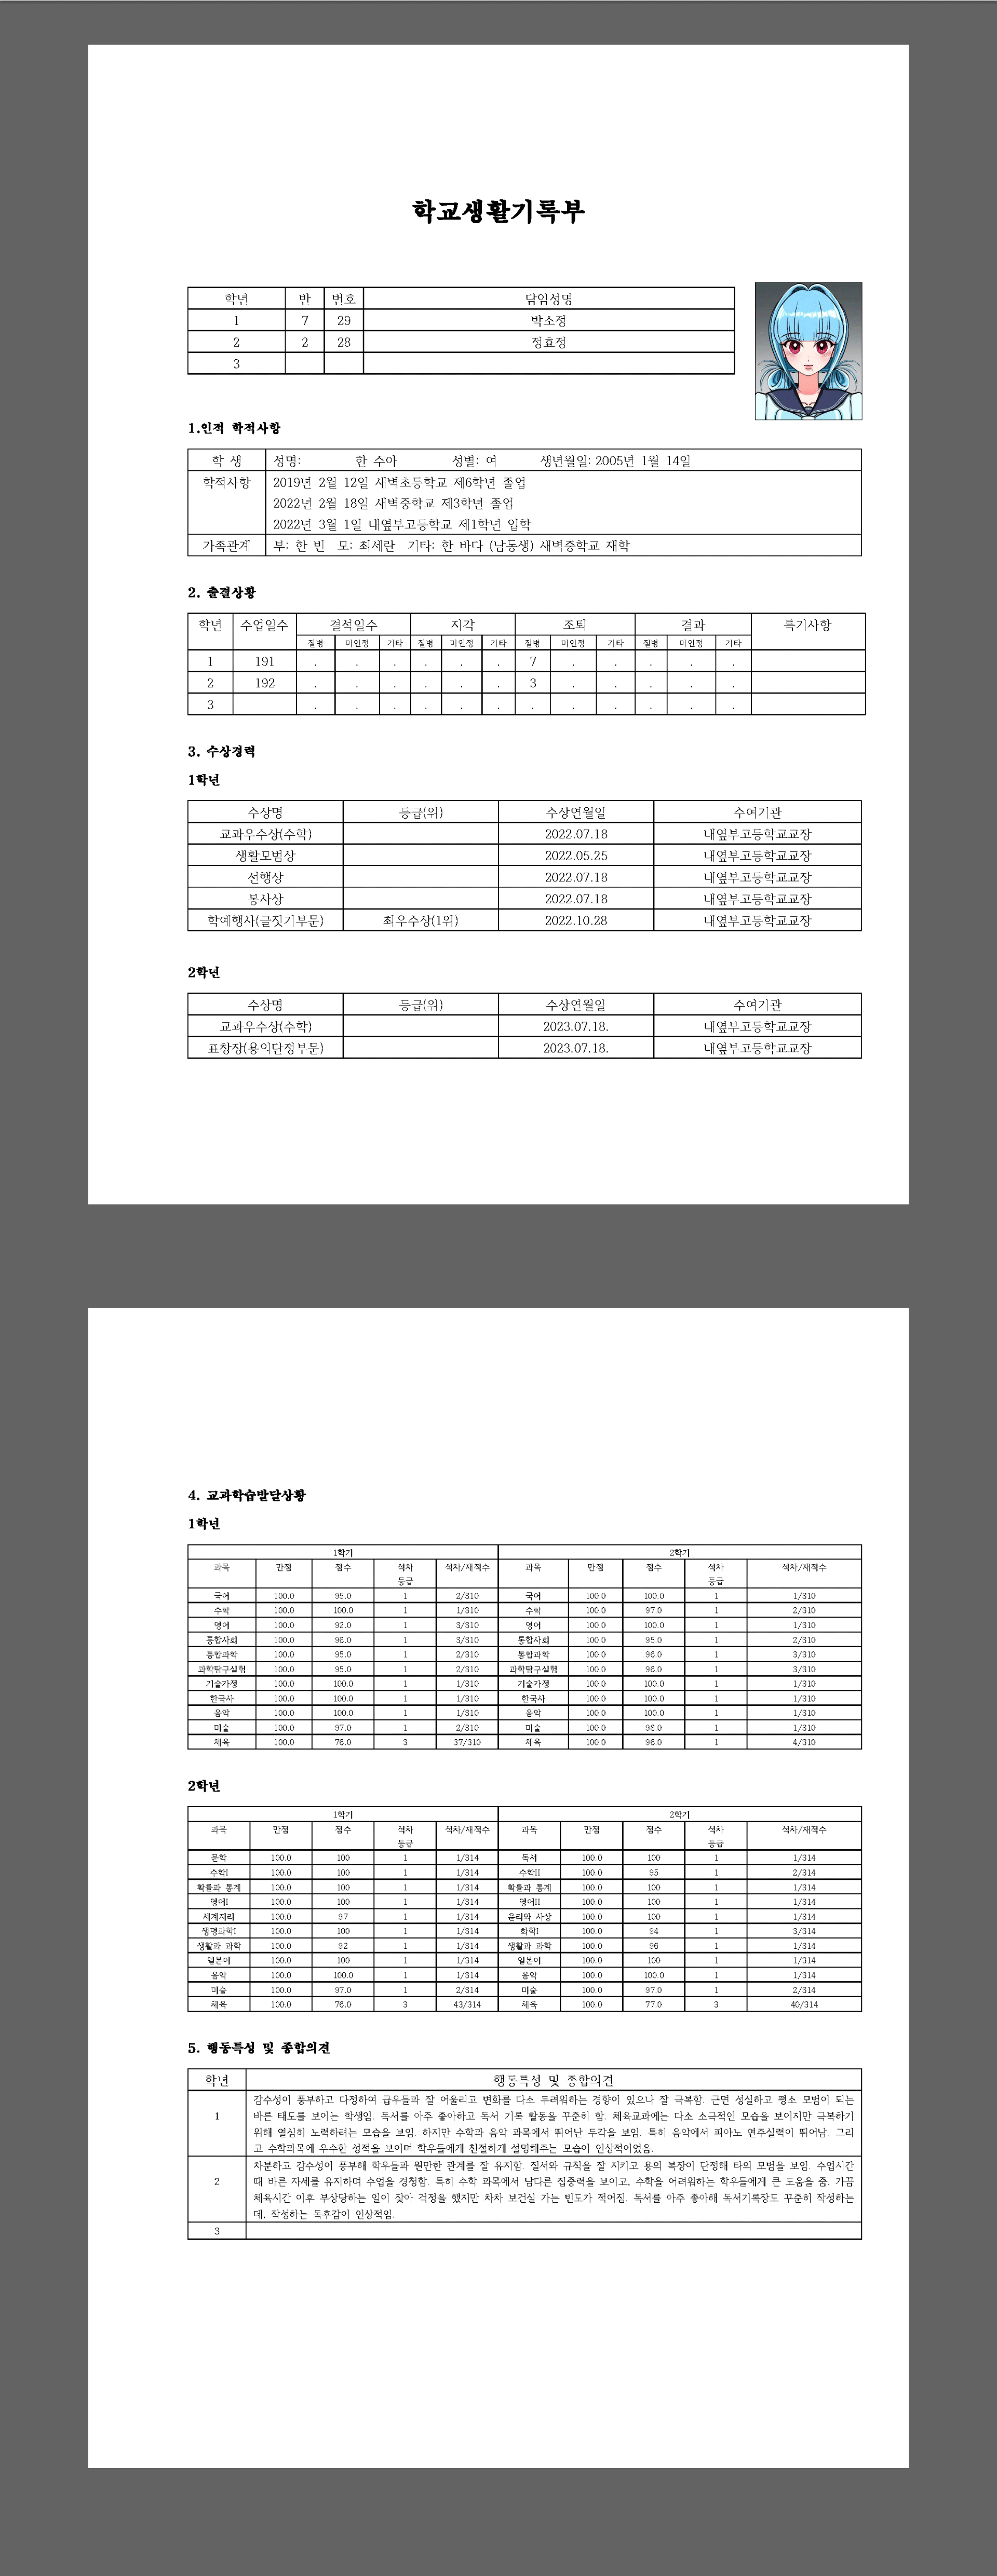 학교생활기록부
학년 반 번호 담임성명
1 7 29 박소정
2 2 28 정효정
3
1.인적 학적사항
학 생 성명: 한 수아 성별: 여 생년월일: 2005년 1월 14일
학적사항 2019년 2월 12일 새벽초등학교 제6학년 졸업
2022년 2월 18일 새벽중학교 제3학년 졸업
2022년 3월 1일 내옆부고등학교 제1학년 입학
가족관계 부: 한 빈 모: 최세란 기타: 한 바다 (남동생) 새벽중학교 재학
2. 출결상황
학년 수업일수 결석일수 지각 조퇴 결과 특기사항
질병 미인정 기타 질병 미인정 기타 질병 미인정 기타 질병 미인정 기타
1 191 . . . . . . 7 . . . . .
2 192 . . . . . . 3 . . . . .
3 . . . . . . . . . . . .
3. 수상경력
1학년
수상명 등급(위) 수상연월일 수여기관
교과우수상(수학) 2022.07.18 내옆부고등학교교장
생활모범상 2022.05.25 내옆부고등학교교장
선행상 2022.07.18 내옆부고등학교교장
봉사상 2022.07.18 내옆부고등학교교장
학예행사(글짓기부문) 최우수상(1위) 2022.10.28 내옆부고등학교교장
2학년
수상명 등급(위) 수상연월일 수여기관
교과우수상(수학) 2023.07.18. 내옆부고등학교교장
표창장(용의단정부문) 2023.07.18. 내옆부고등학교교장
4. 교과학습발달상황
1학년
1학기 2학기
과목 만점 점수 석차 석차/재적수 과목 만점 점수 석차 석차/재적수
등급 등급
국어 100.0 95.0 1 2/310 국어 100.0 100.0 1 1/310
수학 100.0 100.0 1 1/310 수학 100.0 97.0 1 2/310
영어 100.0 92.0 1 3/310 영어 100.0 100.0 1 1/310
통합사회 100.0 96.0 1 3/310 통합사회 100.0 95.0 1 2/310
통합과학 100.0 95.0 1 2/310 통합과학 100.0 96.0 1 3/310
과학탐구실험 100.0 95.0 1 2/310 과학탐구실험 100.0 96.0 1 3/310
기술가정 100.0 100.0 1 1/310 기술가정 100.0 100.0 1 1/310
한국사 100.0 100.0 1 1/310 한국사 100.0 100.0 1 1/310
음악 100.0 100.0 1 1/310 음악 100.0 100.0 1 1/310
미술 100.0 97.0 1 2/310 미술 100.0 98.0 1 1/310
체육 100.0 76.0 3 37/310 체육 100.0 96.0 1 4/310
2학년
1학기 2학기
과목 만점 점수 석차 석차/재적수 과목 만점 점수 석차 석차/재적수
등급 등급
문학 100.0 100 1 1/314 독서 100.0 100 1 1/314
수학I 100.0 100 1 1/314 수학II 100.0 95 1 2/314
확률과 통계 100.0 100 1 1/314 확률과 통계 100.0 100 1 1/314
영어I 100.0 100 1 1/314 영어II 100.0 100 1 1/314
세계지리 100.0 97 1 1/314 윤리와 사상 100.0 100 1 1/314
생명과학I 100.0 100 1 1/314 화학I 100.0 94 1 3/314
생활과 과학 100.0 92 1 1/314 생활과 과학 100.0 96 1 1/314
일본어 100.0 100 1 1/314 일본어 100.0 100 1 1/314
음악 100.0 100.0 1 1/314 음악 100.0 100.0 1 1/314
미술 100.0 97.0 1 2/314 미술 100.0 97.0 1 2/314
체육 100.0 76.0 3 43/314 체육 100.0 77.0 3 40/314
5. 행동특성 및 종합의견
학년 행동특성 및 종합의견
1 감수성이 풍부하고 다정하여 급우들과 잘 어울리고 변화를 다소 두려워하는 경향이 있으나 잘 극복함. 근면 성실하고 평소 모범이 되는
바른 태도를 보이는 학생임. 독서를 아주 좋아하고 독서 기록 활동을 꾸준히 함. 체육교과에는 다소 소극적인 모습을 보이지만 극복하기
위해 열심히 노력하려는 모습을 보임. 하지만 수학과 음악 과목에서 뛰어난 두각을 보임. 특히 음악에서 피아노 연주실력이 뛰어남. 그리
고 수학과목에 우수한 성적을 보이며 학우들에게 친절하게 설명해주는 모습이 인상적이었음.
2 차분하고 감수성이 풍부해 학우들과 원만한 관계를 잘 유지함. 질서와 규칙을 잘 지키고 용의 복장이 단정해 타의 모범을 보임. 수업시간
때 바른 자세를 유지하며 수업을 경청함. 특히 수학 과목에서 남다른 집중력을 보이고, 수학을 어려워하는 학우들에게 큰 도움을 줌. 가끔
체육시간 이후 부상당하는 일이 잦아 걱정을 했지만 차차 보건실 가는 빈도가 적어짐. 독서를 아주 좋아해 독서기록장도 꾸준히 작성하는
데, 작성하는 독후감이 인상적임.
3